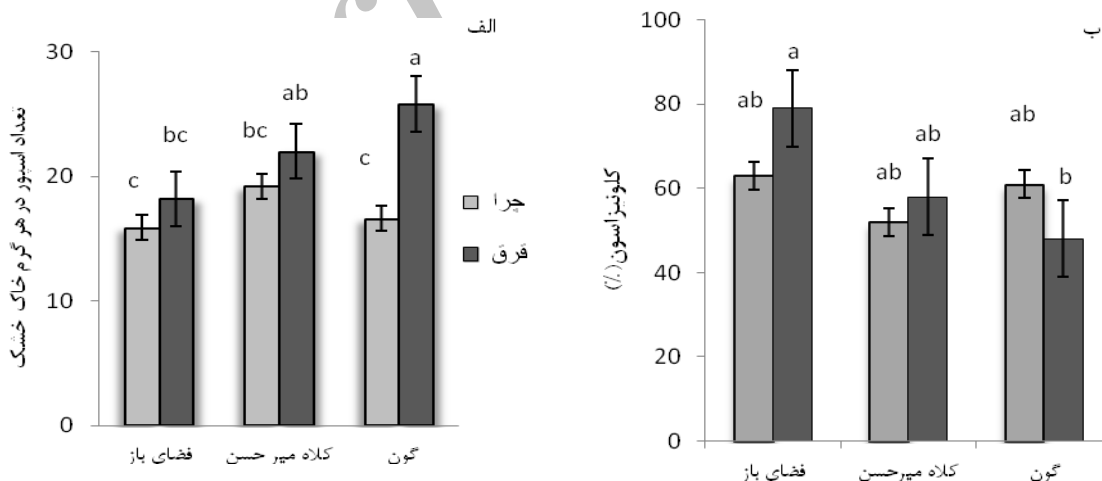 الف
تعداد اسپور در هر گرم خاک خشک
30
20
10
0
c
bc
bc
ab
c
a
فضای باز
کلاه میر حسن
گون
چرا
قرق
ب
کلونیزاسون(٪)
100
80
60
40
20
0
ab
a
ab
ab
ab
b
فضای باز
کلاه میرحسن
گون